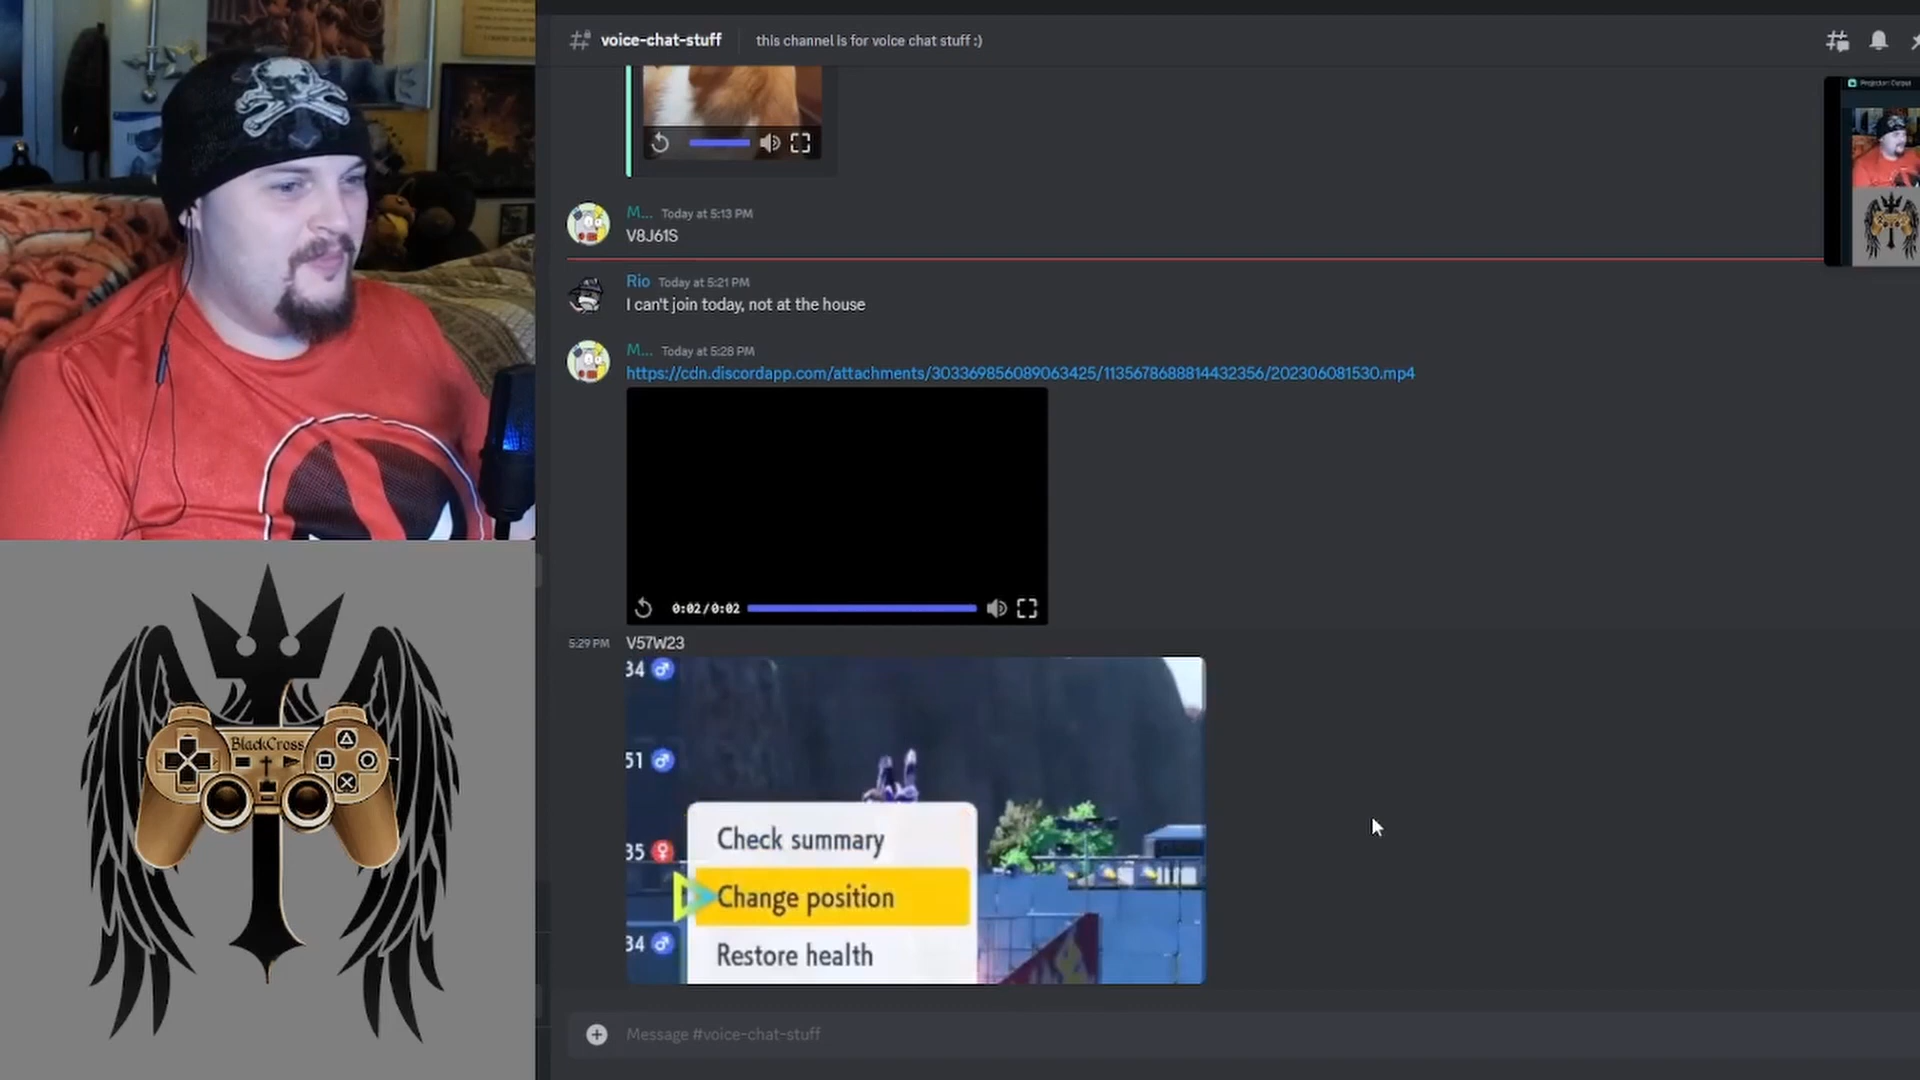 voice-chat-stuff
this channel is for voice chat stuff :)
M... Today at 5:13 PM
V8J61S
Rio Today at 5:21 PM
I can't join today, not at the house
M... Today at 5:28 PM
https://cdn.discordapp.com/attachments/303369856089063425/1135678688814432356/202306081530.mp4
0:02/0:02
5:29 PM V57W23
34
51
35
34
Check summary
Change position
Restore health
Message #voice-chat-stuff
BlackCross